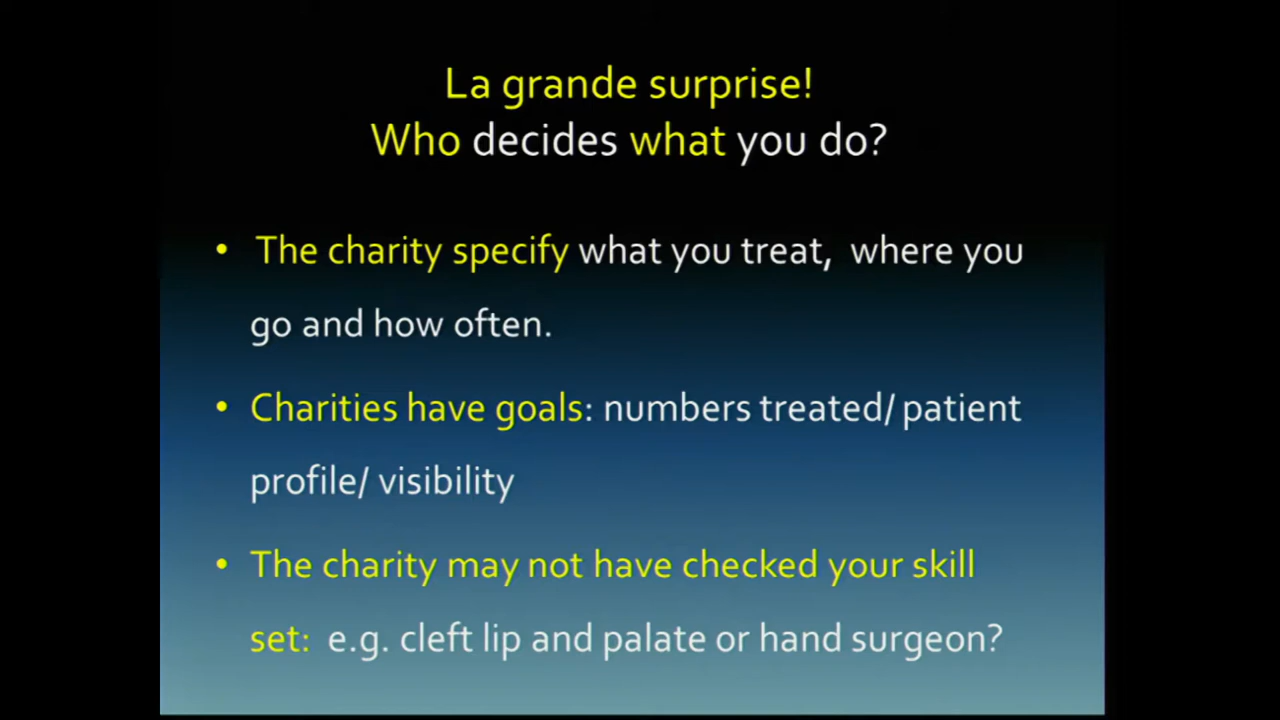 La grande surprise!
Who decides what you do?
• The charity specify what you treat, where you
go and how often.
• Charities have goals: numbers treated/ patient
profile/ visibility
• The charity may not have checked your skill
set: e.g. cleft lip and palate or hand surgeon?